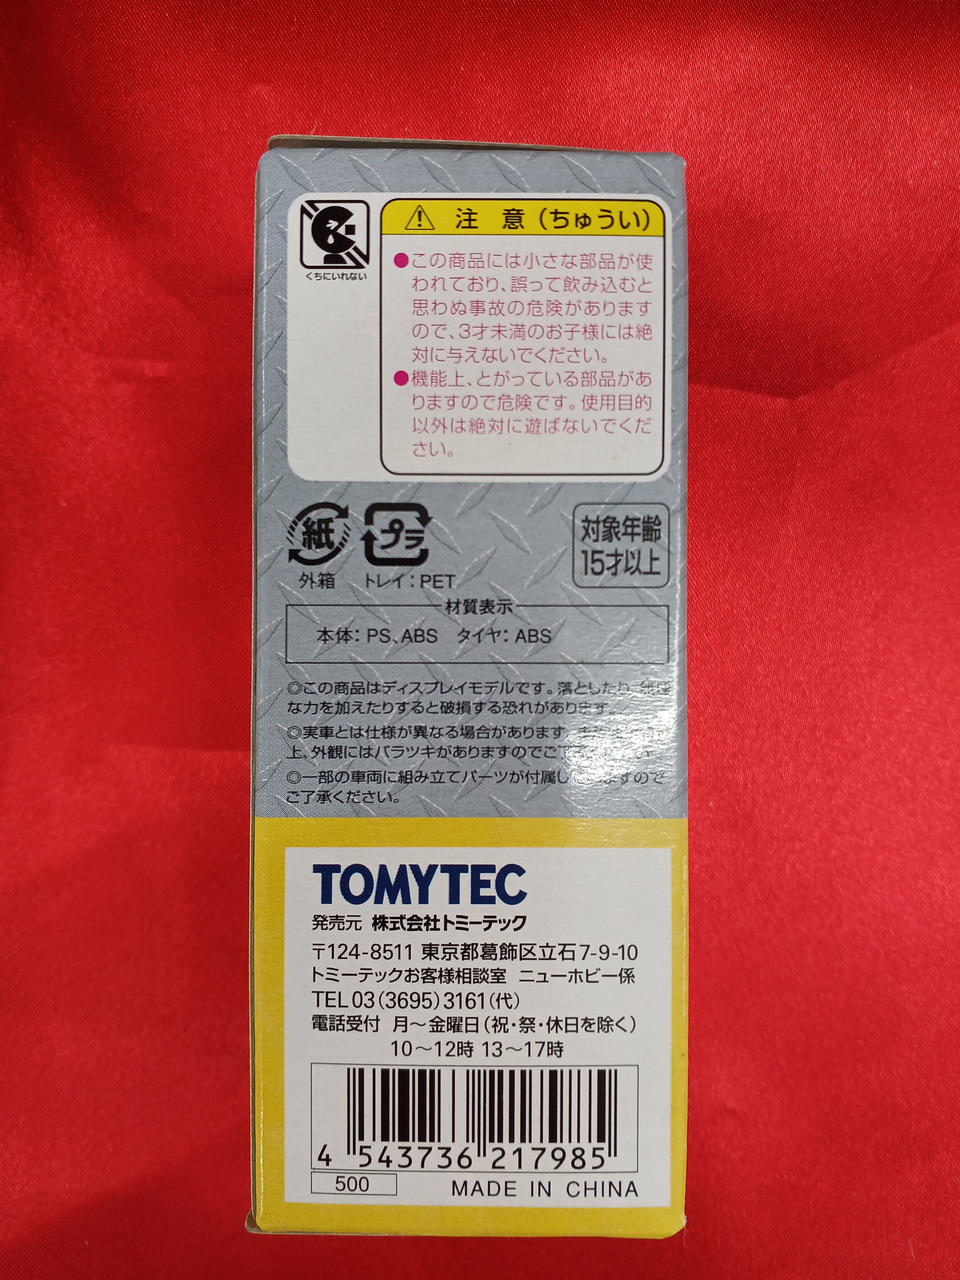 くちにいれない
⚠ 注 意(ちゅうい)
●この商品には小さな部品が使
われており、誤って飲み込むと
思わぬ事故の危険があります
ので、3才未満のお子様には絶
対に与えないでください。
●機能上、とがっている部品があ
りますので危険です。使用目的
以外は絶対に遊ばないでくだ
さい。
紙 プラ
外箱 トレイ:PET
対象年齢
15才以上
材質表示
本体:PS、ABS タイヤ:ABS
◎この商品はディスプレイモデルです。落としたり、無理
な力を加えたりすると破損する恐れがあります。
◎実車とは仕様が異なる場合があります。
上、外観にはバラツキがありますのでご了承ください。
◎一部の車両に組み立てパーツが付属しておりますので
ご了承ください。
TOMYTEC
発売元 株式会社トミーテック
〒124-8511 東京都葛飾区立石7-9-10
トミーテックお客様相談室 ニューホビー係
TEL 03(3695)3161(代)
電話受付 月~金曜日(祝・祭・休日を除く)
10~12時 13~17時
4 543736 217985
500
MADE IN CHINA